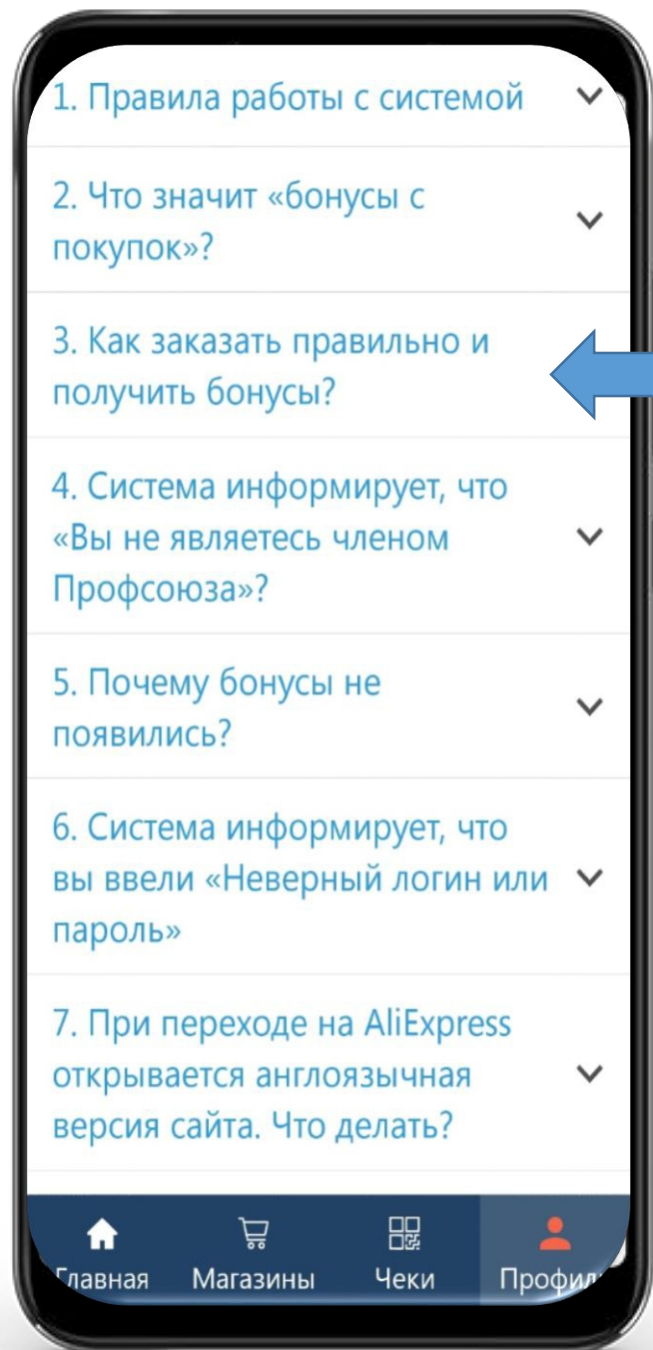 1. Правила работы с системой
2. Что значит «бонусы с
покупок»?
3. Как заказать правильно и
получить бонусы?
4. Система информирует, что
«Вы не являетесь членом
Профсоюза»?
5. Почему бонусы не
появились?
6. Система информирует, что
вы ввели «Неверный логин или
пароль»
7. При переходе на AliExpress
открывается англоязычная
версия сайта. Что делать?
Главная Магазины Чеки Профиль